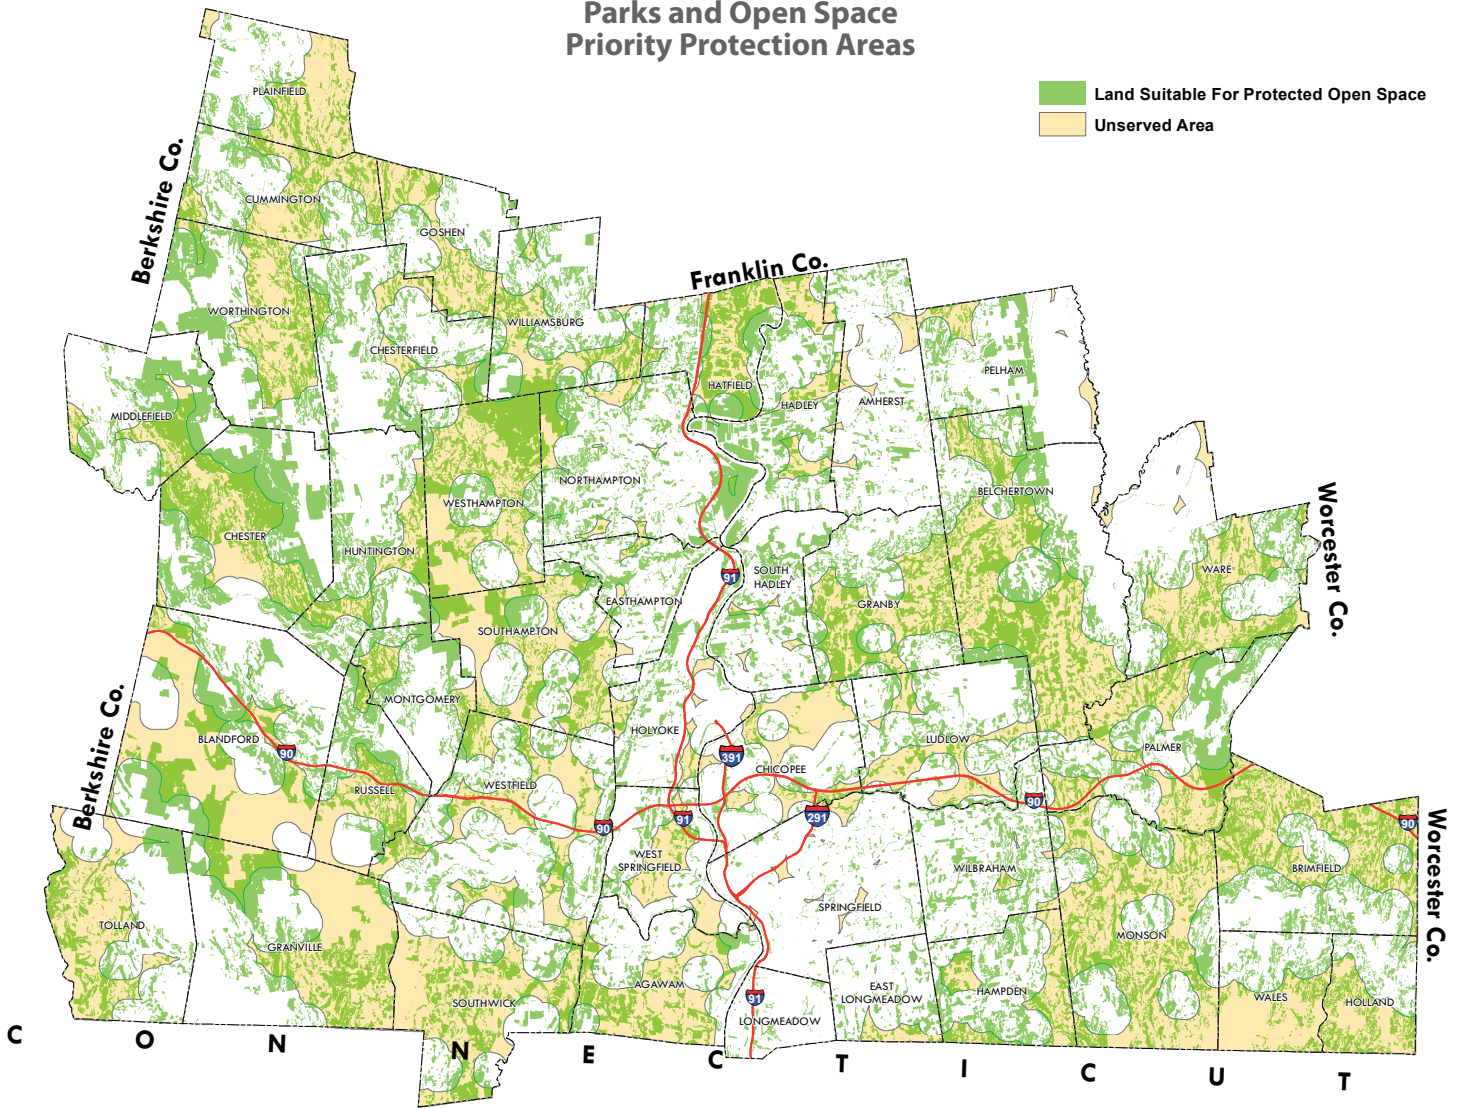 Parks and Open Space
Priority Protection Areas
Land Suitable For Protected Open Space
Unserved Area
Berkshire Co.
Franklin Co.
Worcester Co.
Berkshire Co.
Worcester Co.
PLAINFIELD
CUMMINGTON
GOSHEN
WORTHINGTON
WILLIAMSBURG
CHESTERFIELD
HATFIELD
HADLEY
AMHERST
PELHAM
MIDDLEFIELD
NORTHAMPTON
WESTHAMPTON
BELCHERTOWN
CHESTER
HUNTINGTON
WARE
SOUTH
HADLEY
EASTHAMPTON
GRANBY
SOUTHAMPTON
MONTGOMERY
BLANDFORD
HOLYOKE
LUDLOW
PALMER
CHICOPEE
RUSSELL
WESTFIELD
WEST
SPRINGFIELD
WILBRAHAM
BRIMFIELD
SPRINGFIELD
TOLLAND
GRANVILLE
MONSON
AGAWAM
SOUTHWICK
EAST
LONGMEADOW
HAMPDEN
WALES
HOLLAND
LONGMEADOW
91
90
391
90
91
291
90
90
91
C O N N E C T I C U T